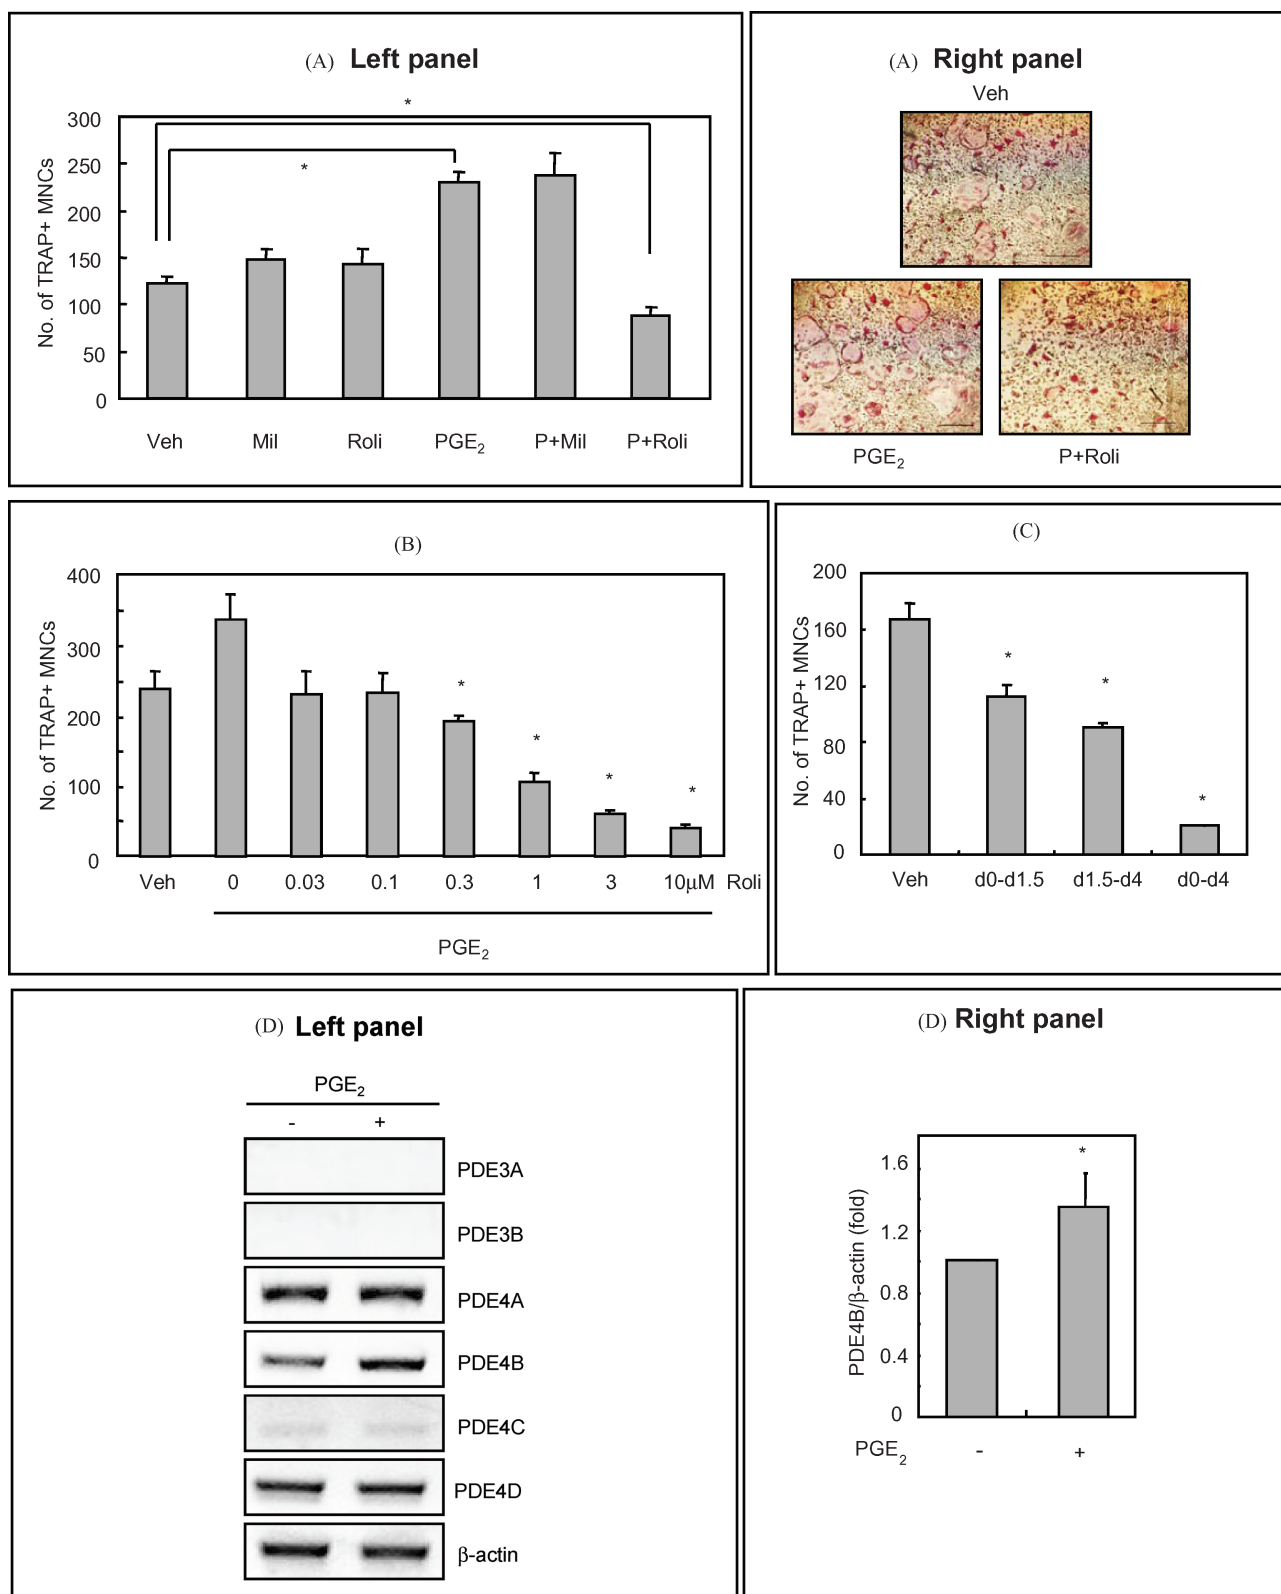 (A) Left panel
*
*
No. of TRAP+ MNCs
300
250
200
150
100
50
0
Veh Mil Roli PGE₂ P+Mil P+Roli
(A) Right panel
Veh
PGE₂ P+Roli
(B)
No. of TRAP+ MNCs
400
300
200
100
0
* * * *
Veh 0 0.03 0.1 0.3 1 3 10μM Roli
PGE₂
(C)
No. of TRAP+ MNCs
200
160
120
80
40
0
* * *
Veh d0-d1.5 d1.5-d4 d0-d4
(D) Left panel
PGE₂
- +
PDE3A
PDE3B
PDE4A
PDE4B
PDE4C
PDE4D
β-actin
(D) Right panel
PDE4B/β-actin (fold)
1.6
1.2
0.8
0.4
0
*
PGE₂ - +